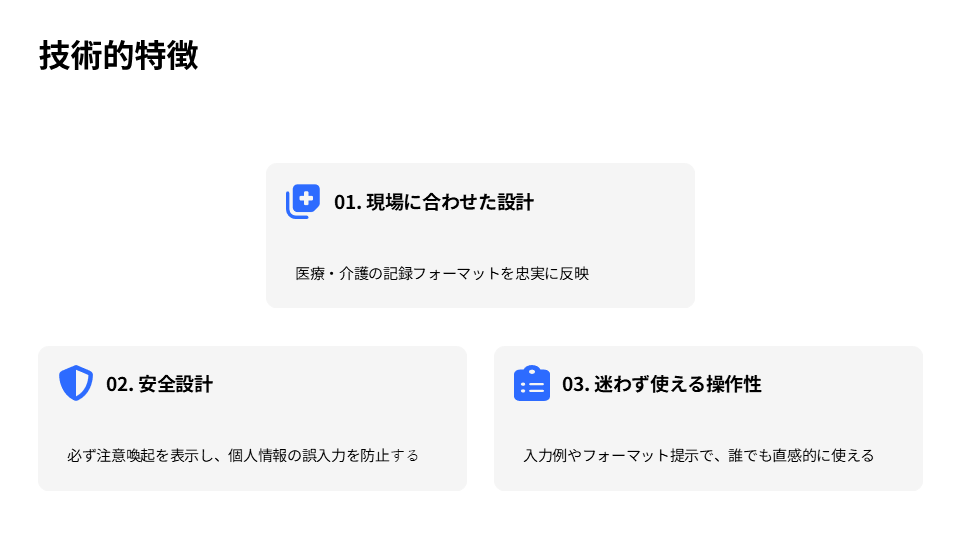 技術的特徴
01. 現場に合わせた設計
医療・介護の記録フォーマットを忠実に反映
02. 安全設計
必ず注意喚起を表示し、個人情報の誤入力を防止する
03. 迷わず使える操作性
入力例やフォーマット提示で、誰でも直感的に使える